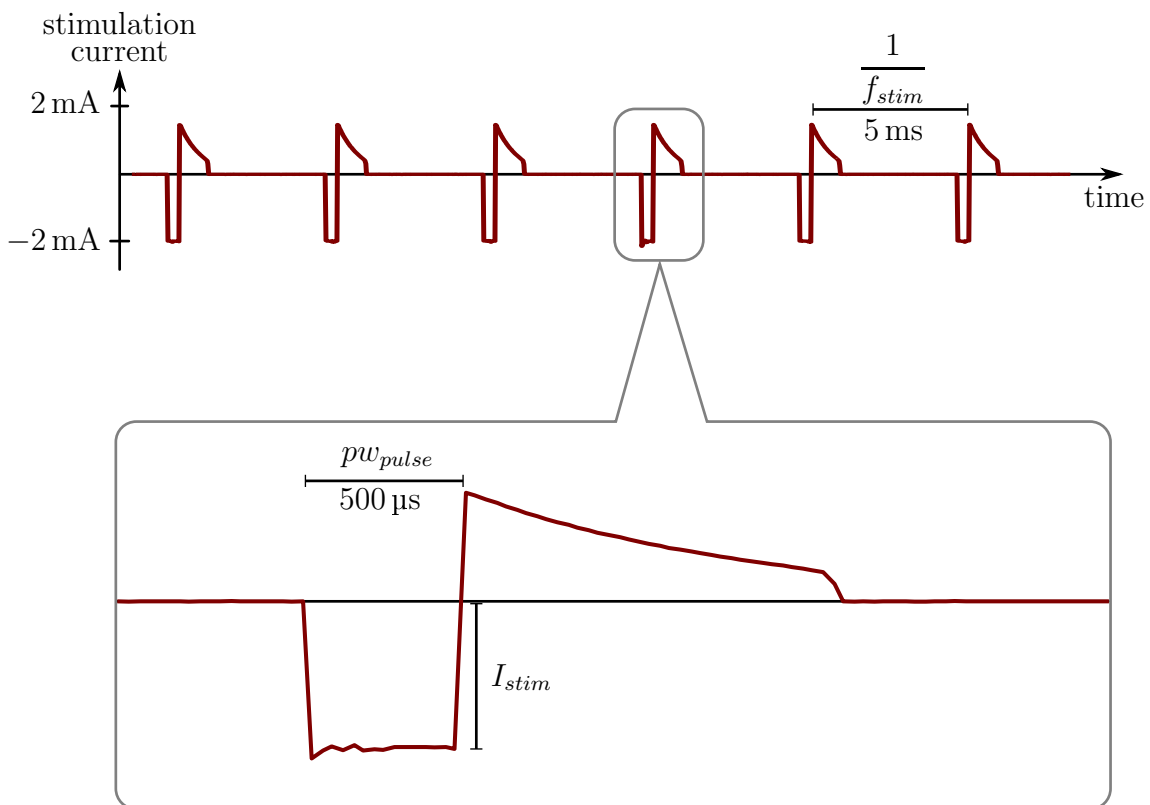 stimulation
current
2 mA
−2 mA
1
f_stim
5 ms
time
pw_pulse
500 µs
I_stim